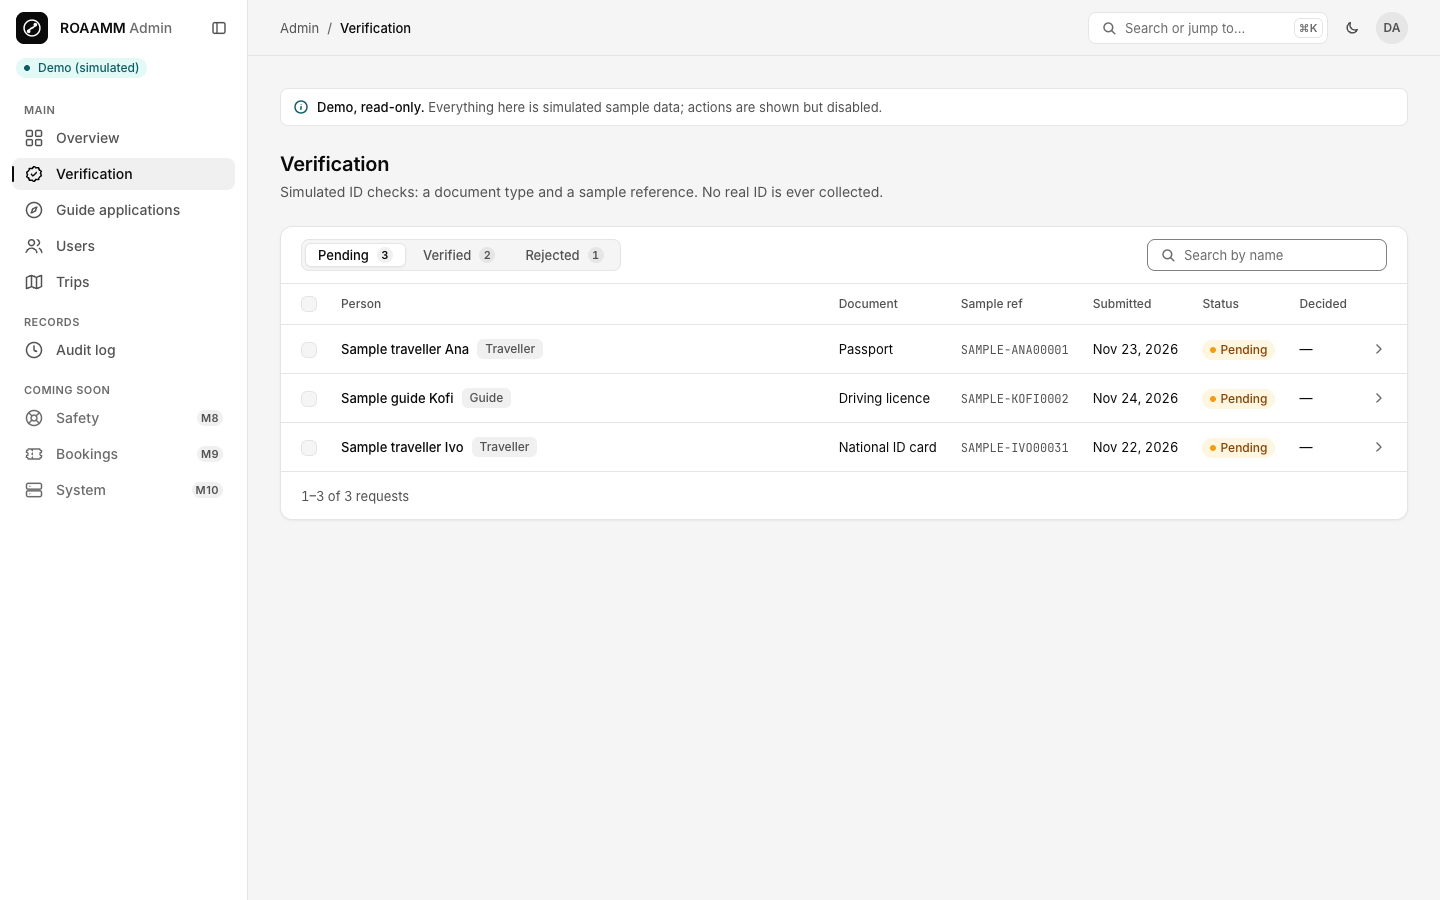 ROAAMM Admin
Demo (simulated)
MAIN
Overview
Verification
Guide applications
Users
Trips
RECORDS
Audit log
COMING SOON
Safety M8
Bookings M9
System M10
Admin / Verification
Search or jump to... ⌘K
DA
Demo, read-only. Everything here is simulated sample data; actions are shown but disabled.
Verification
Simulated ID checks: a document type and a sample reference. No real ID is ever collected.
Pending 3 Verified 2 Rejected 1
Search by name
Person Document Sample ref Submitted Status Decided
Sample traveller Ana Traveller Passport SAMPLE-ANA00001 Nov 23, 2026 Pending —
Sample guide Kofi Guide Driving licence SAMPLE-KOFI0002 Nov 24, 2026 Pending —
Sample traveller Ivo Traveller National ID card SAMPLE-IVO00031 Nov 22, 2026 Pending —
1–3 of 3 requests